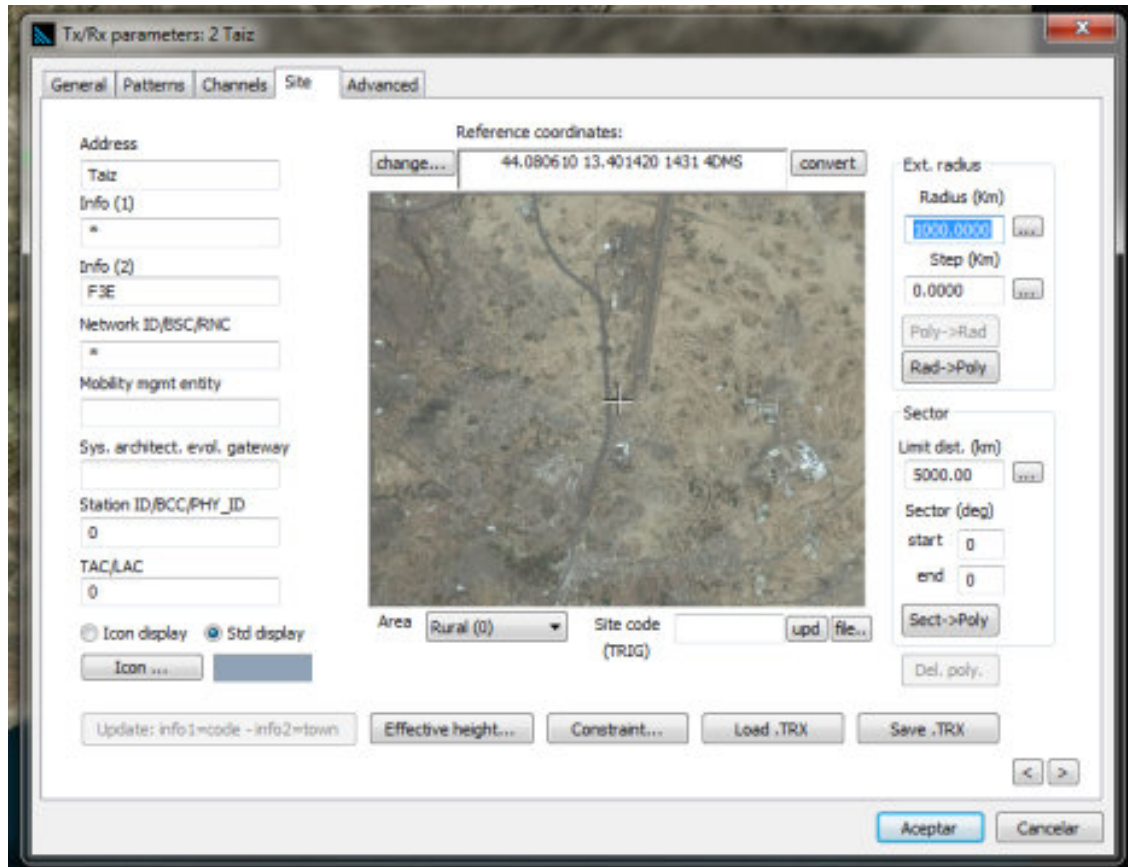 Tx/Rx parameters: 2 Taiz
General Patterns Channels Site Advanced
Address
Taiz
Info (1)
*
Info (2)
F3E
Network ID/BSC/RNC
*
Mobility mgmt entity
Sys. architect. evol. gateway
Station ID/BCC/PHY_ID
0
TAC/LAC
0
Icon display Std display
Icon ...
Reference coordinates:
change... 44.080610 13.401420 1431 4DMS convert
Area Rural (0) Site code (TRIG) upd file..
Ext. radius
Radius (Km)
1000.0000 ...
Step (Km)
0.0000 ...
Poly->Rad
Rad->Poly
Sector
Limit dist. (km)
5000.00 ...
Sector (deg)
start 0
end 0
Sect->Poly
Del. poly.
Update: info1=code - info2=town Effective height... Constraint... Load .TRX Save .TRX
< >
Aceptar Cancelar